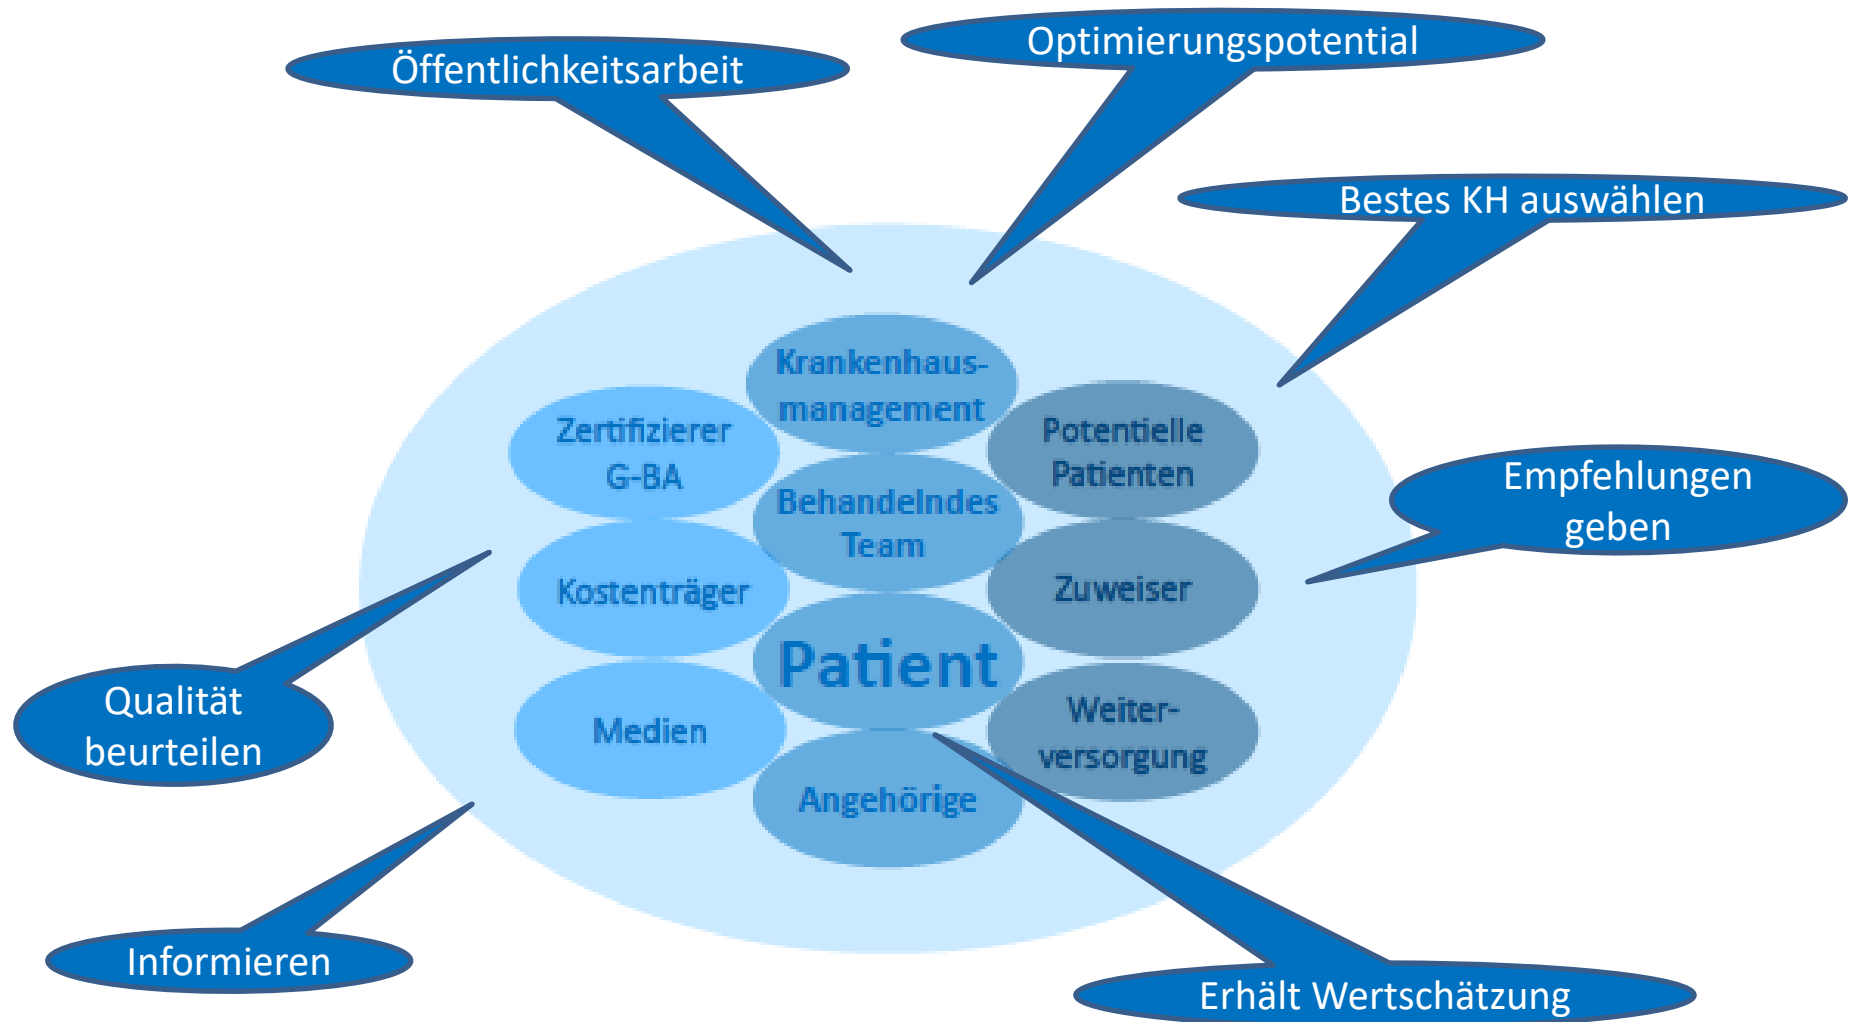 Öffentlichkeitsarbeit
Optimierungspotential
Bestes KH auswählen
Empfehlungen
geben
Krankenhaus-
management
Zertifizierer
G-BA
Potentielle
Patienten
Behandelndes
Team
Kostenträger
Zuweiser
Patient
Medien
Weiter-
versorgung
Angehörige
Qualität
beurteilen
Informieren
Erhält Wertschätzung